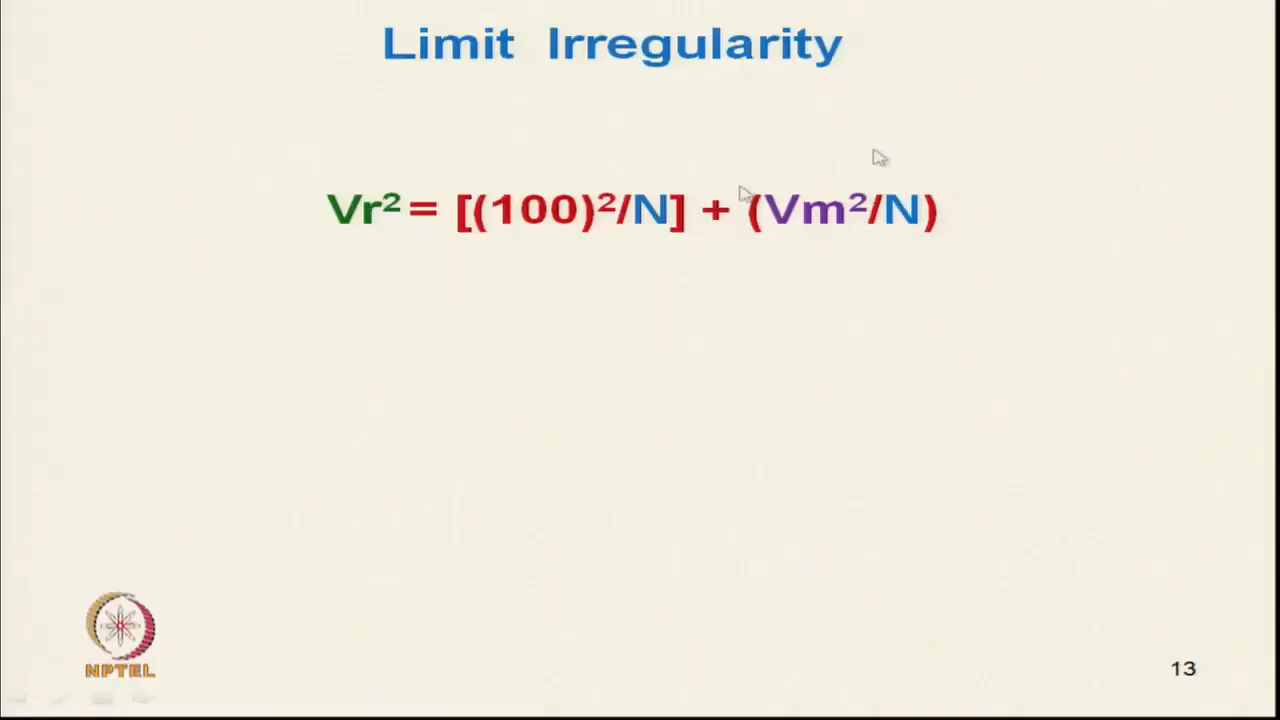 Limit Irregularity
Vr² = [(100)²/N] + (Vm²/N)
NPTEL
13